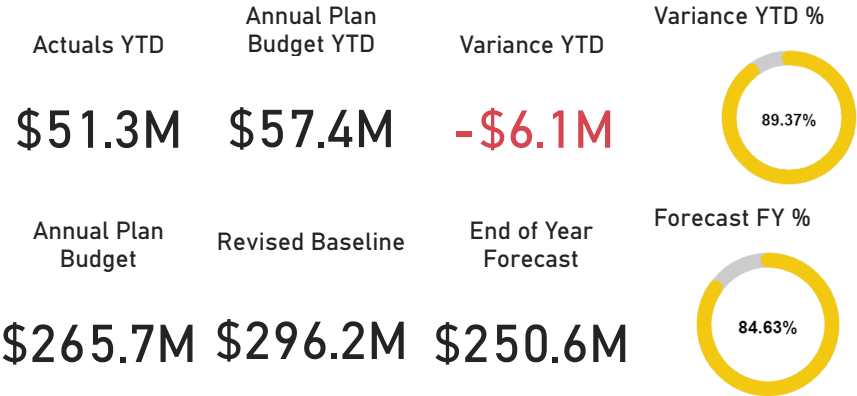 Actuals YTD
Annual Plan
Budget YTD
Variance YTD
Variance YTD %
$51.3M
$57.4M
-$6.1M
89.37%
Annual Plan
Budget
Revised Baseline
End of Year
Forecast
Forecast FY %
$265.7M
$296.2M
$250.6M
84.63%